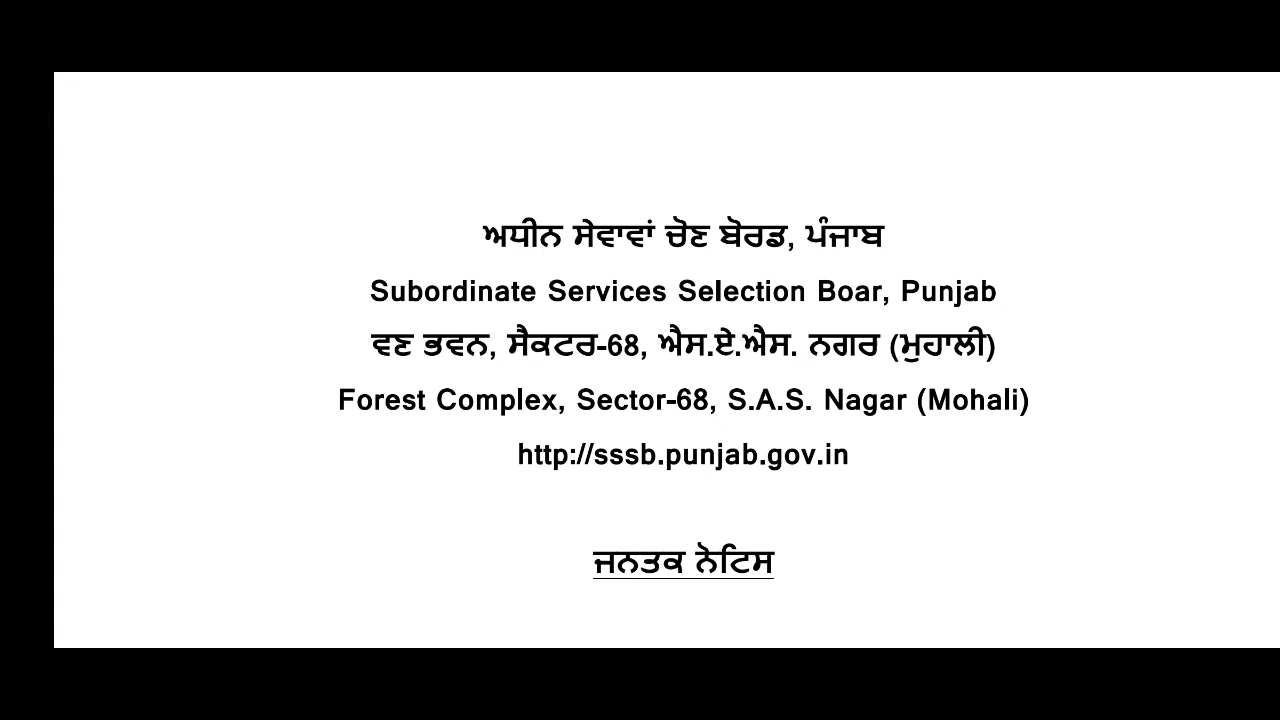 ਅਧੀਨ ਸੇਵਾਵਾਂ ਚੋਣ ਬੋਰਡ, ਪੰਜਾਬ
Subordinate Services Selection Boar, Punjab
ਵਣ ਭਵਨ, ਸੈਕਟਰ-68, ਐਸ.ਏ.ਐਸ. ਨਗਰ (ਮੁਹਾਲੀ)
Forest Complex, Sector-68, S.A.S. Nagar (Mohali)
http://sssb.punjab.gov.in
ਜਨਤਕ ਨੋਟਿਸ